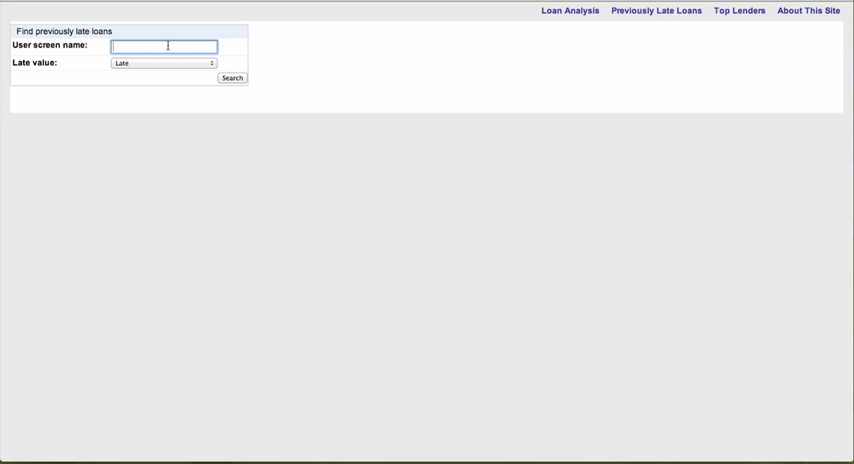 Loan Analysis Previously Late Loans Top Lenders About This Site
Find previously late loans
User screen name:
Late value: Late
Search